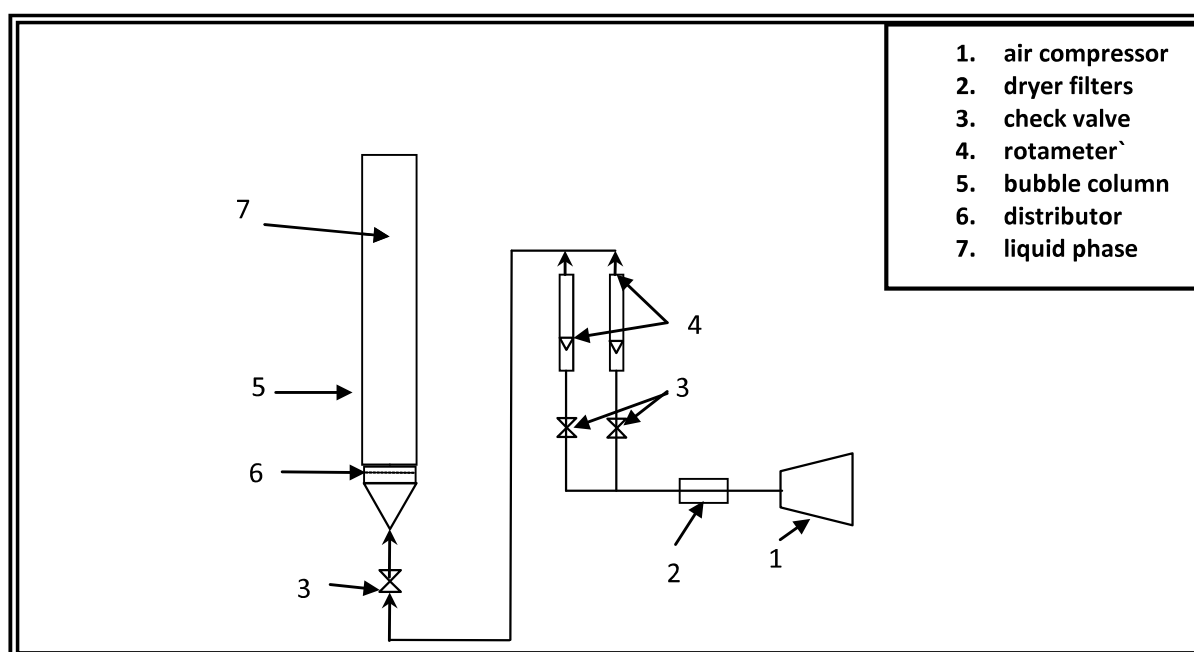 1. air compressor
2. dryer filters
3. check valve
4. rotameter`
5. bubble column
6. distributor
7. liquid phase
7
4
5
3
6
2
1
3